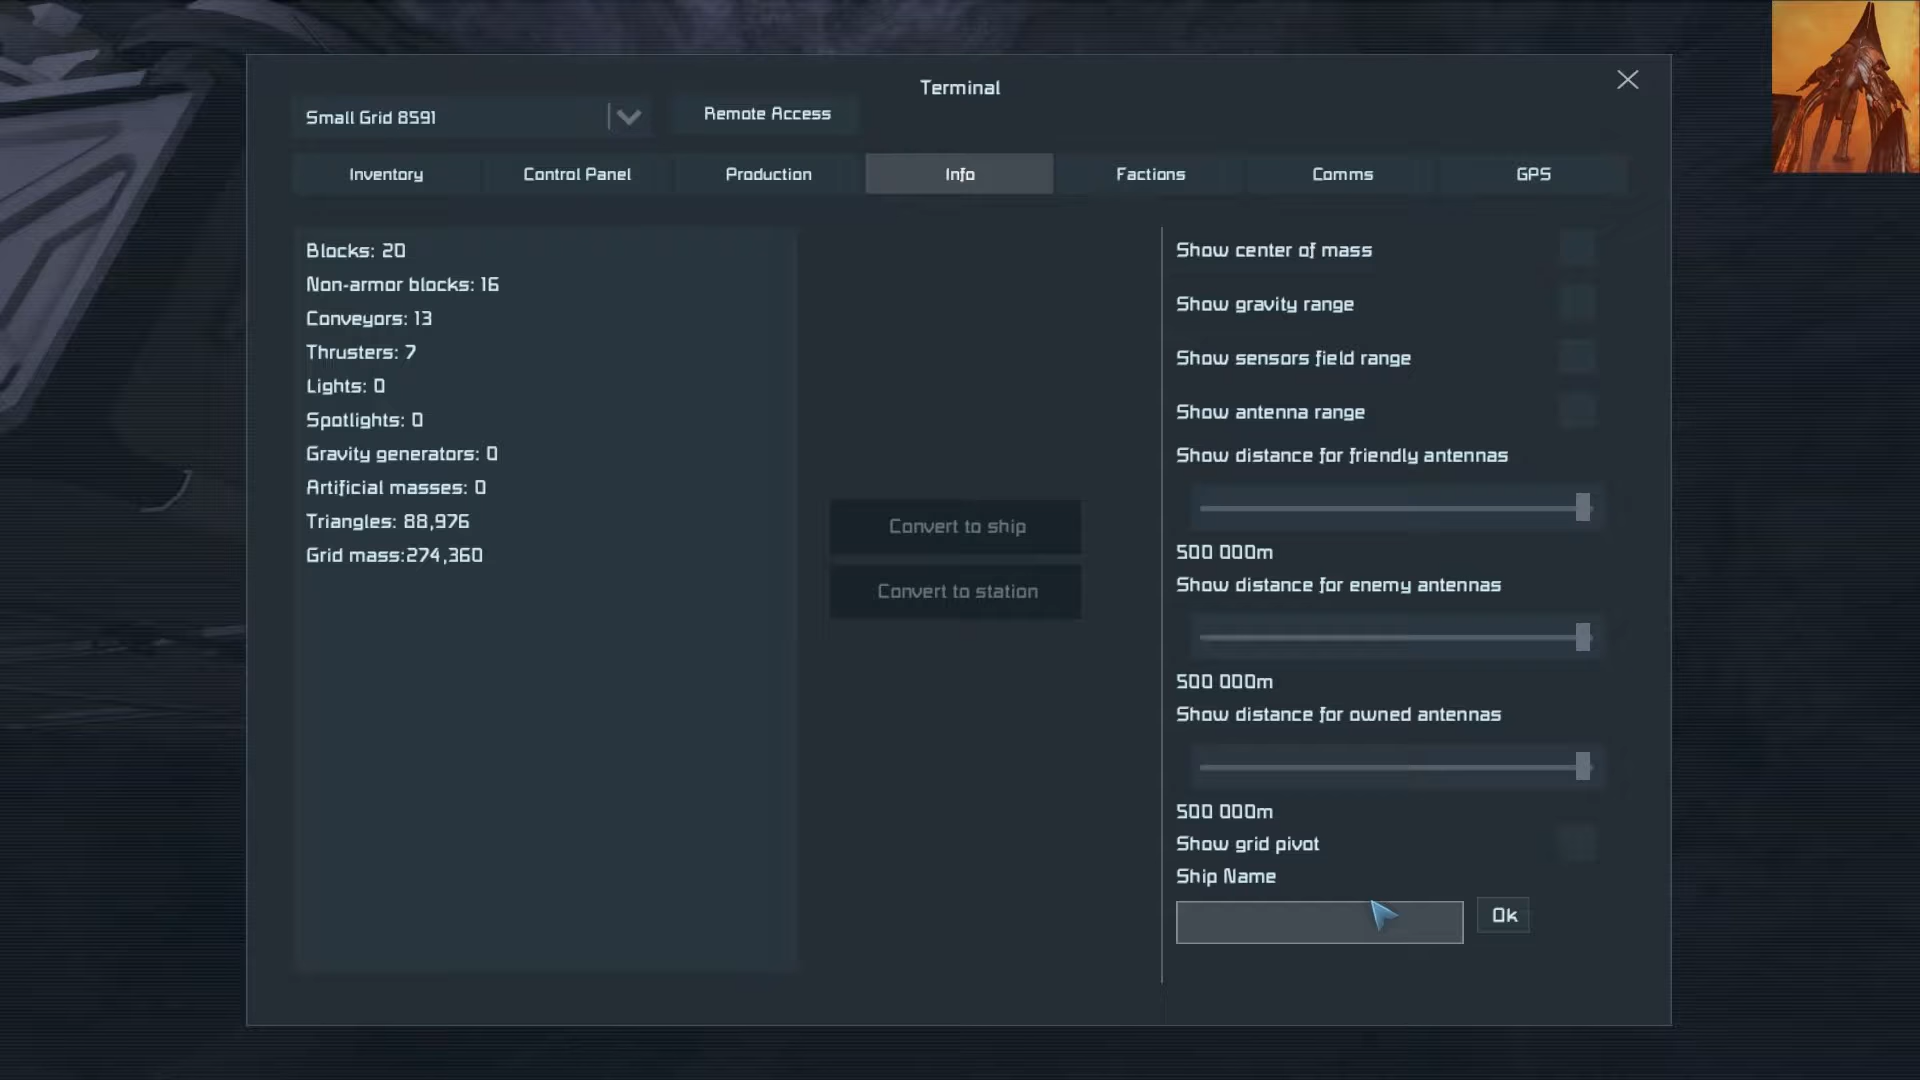 Terminal
Small Grid 8591
Remote Access
Inventory
Control Panel
Production
Info
Factions
Comms
GPS
Blocks: 20
Non-armor blocks: 16
Conveyors: 13
Thrusters: 7
Lights: 0
Spotlights: 0
Gravity generators: 0
Artificial masses: 0
Triangles: 88,976
Grid mass:274,360
Convert to ship
Convert to station
Show center of mass
Show gravity range
Show sensors field range
Show antenna range
Show distance for friendly antennas
500 000m
Show distance for enemy antennas
500 000m
Show distance for owned antennas
500 000m
Show grid pivot
Ship Name
Ok